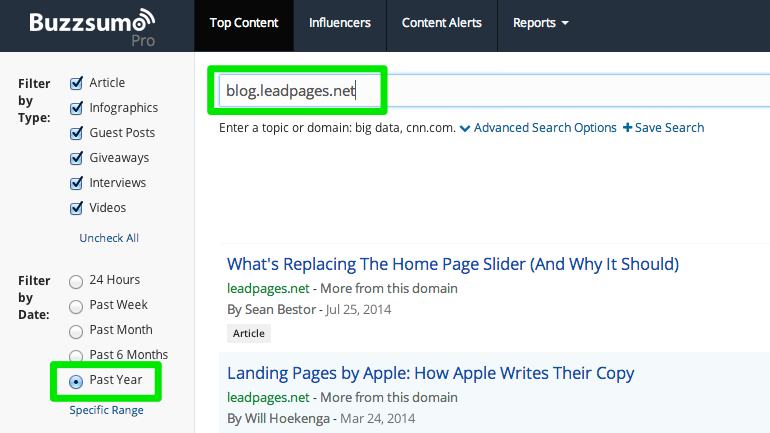 Buzzsumo
Pro
Top Content
Influencers
Content Alerts
Reports
Filter by Type:
Article
Infographics
Guest Posts
Giveaways
Interviews
Videos
Uncheck All
Filter by Date:
24 Hours
Past Week
Past Month
Past 6 Months
Past Year
Specific Range
blog.leadpages.net
Enter a topic or domain: big data, cnn.com. Advanced Search Options + Save Search
What's Replacing The Home Page Slider (And Why It Should)
leadpages.net - More from this domain
By Sean Bestor - Jul 25, 2014
Article
Landing Pages by Apple: How Apple Writes Their Copy
leadpages.net - More from this domain
By Will Hoekenga - Mar 24, 2014